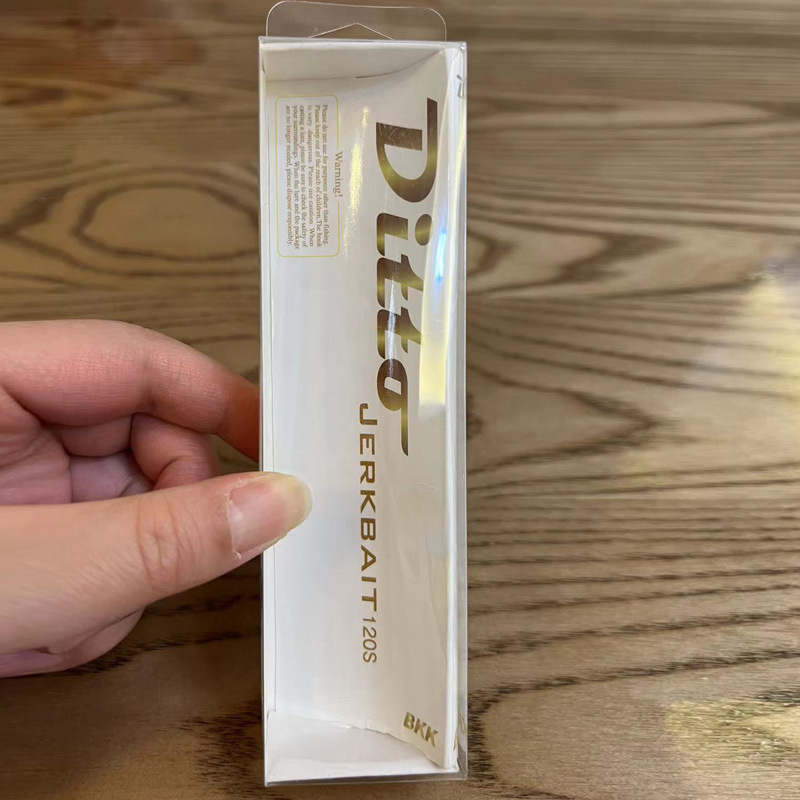 Ditto
JERKBAIT 120S
BKK
Warning!
Please do not use for purposes other than fishing.
Please keep out of the reach of children. The hook
is very dangerous. Please use caution. When
casting a lure, please be sure to check the safety of
your surroundings. When the lure and the package
are no longer needed, please dispose responsibly.